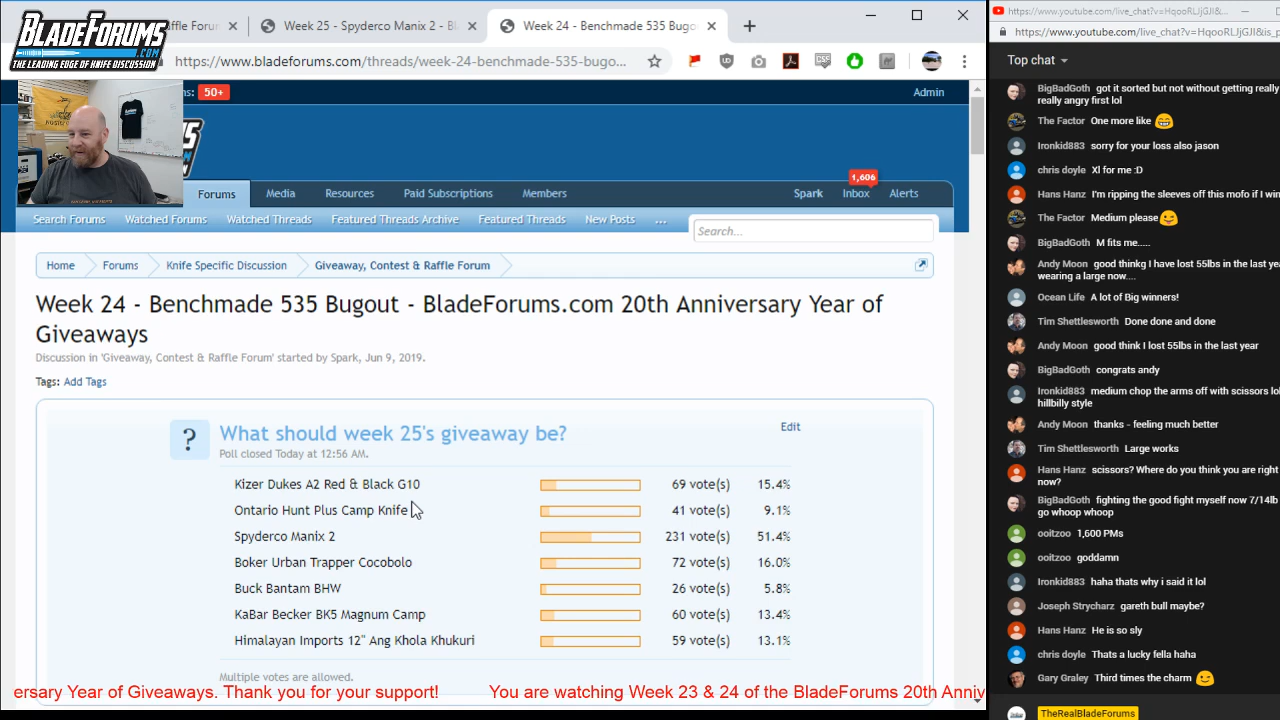 BLADEFORUMS
.COM
THE LEADING EDGE OF KNIFE DISCUSSION
affle Forur
Week 25 - Spyderco Manix 2 - Bl
Week 24 - Benchmade 535 Bugou
https://www.bladeforums.com/threads/week-24-benchmade-535-bugo...
ns:
50+
Admin
Forums
Media
Resources
Paid Subscriptions
Members
Spark
Inbox
1,606
Alerts
Search Forums
Watched Forums
Watched Threads
Featured Threads Archive
Featured Threads
New Posts
...
Search...
Home
Forums
Knife Specific Discussion
Giveaway, Contest & Raffle Forum
Week 24 - Benchmade 535 Bugout - BladeForums.com 20th Anniversary Year of
Giveaways
Discussion in 'Giveaway, Contest & Raffle Forum' started by Spark, Jun 9, 2019.
Tags: Add Tags
?
What should week 25's giveaway be?
Edit
Poll closed Today at 12:56 AM.
Kizer Dukes A2 Red & Black G10 69 vote(s) 15.4%
Ontario Hunt Plus Camp Knife 41 vote(s) 9.1%
Spyderco Manix 2 231 vote(s) 51.4%
Boker Urban Trapper Cocobolo 72 vote(s) 16.0%
Buck Bantam BHW 26 vote(s) 5.8%
KaBar Becker BK5 Magnum Camp 60 vote(s) 13.4%
Himalayan Imports 12" Ang Khola Khukuri 59 vote(s) 13.1%
Multiple votes are allowed.
ersary Year of Giveaways. Thank you for your support! You are watching Week 23 & 24 of the BladeForums 20th Anniv
https://www.youtube.com/live_chat?v=HqooRLIJGJI&...
https://www.youtube.com/live_chat?v=HqooRLIJGJI&is_p
Top chat
BigBadGoth got it sorted but not without getting really
really angry first lol
The Factor One more like 😄
Ironkid883 sorry for your loss also jason
chris doyle Xl for me :D
Hans Hanz I'm ripping the sleeves off this mofo if I win
The Factor Medium please 😉
BigBadGoth M fits me.....
Andy Moon good thinkg I have lost 55lbs in the last yea
wearing a large now....
Ocean Life A lot of Big winners!
Tim Shettlesworth Done done and done
Andy Moon good think I lost 55lbs in the last year
BigBadGoth congrats andy
Ironkid883 medium chop the arms off with scissors lol
hillbilly style
Andy Moon thanks - feeling much better
Tim Shettlesworth Large works
Hans Hanz scissors? Where do you think you are right
now?
BigBadGoth fighting the good fight myself now 7/14lb
go whoop whoop
ooitzoo 1,600 PMs
ooitzoo goddamn
Ironkid883 haha thats why i said it lol
Joseph Strycharz gareth bull maybe?
Hans Hanz He is so sly
chris doyle Thats a lucky fella haha
Gary Graley Third times the charm 😉
TheRealBladeForums